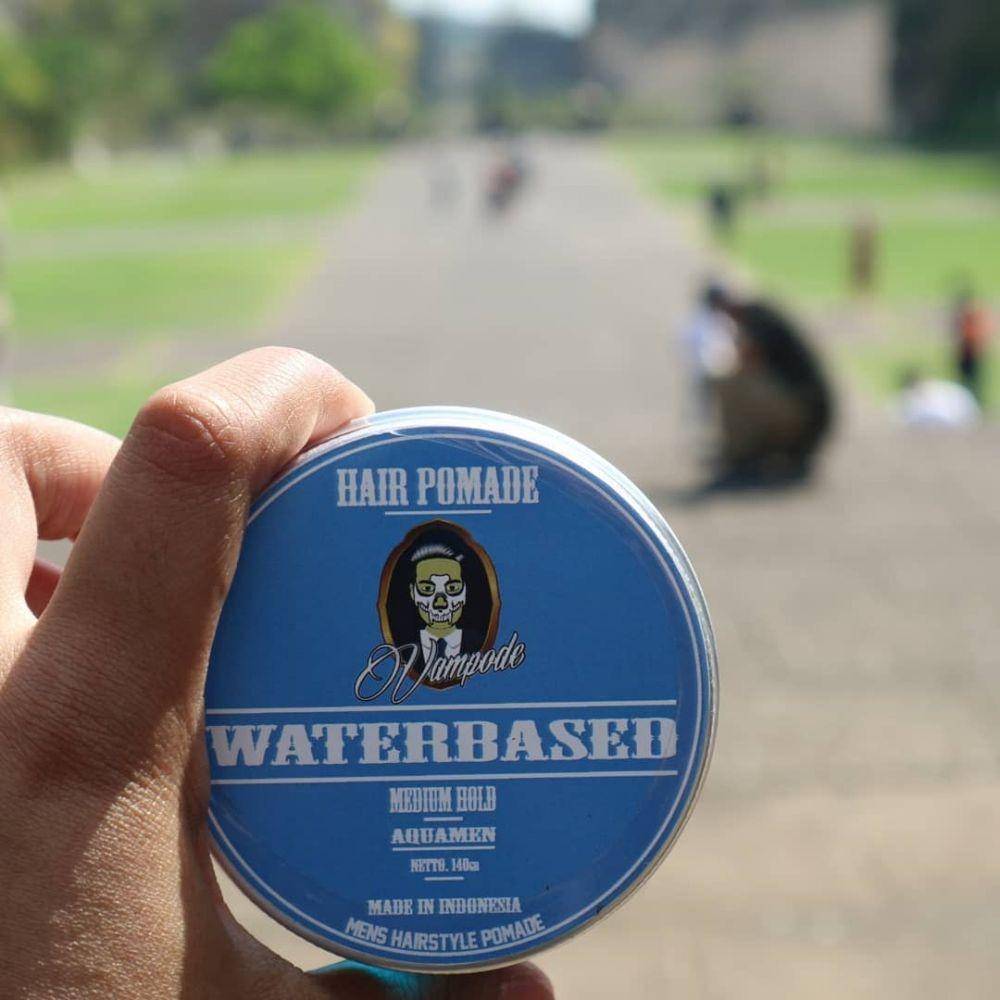 HAIR POMADE
Vampode
WATERBASED
MEDIUM HOLD
AQUAMEN
NETTO. 140GR
MADE IN INDONESIA
MENS HAIRSTYLE POMADE